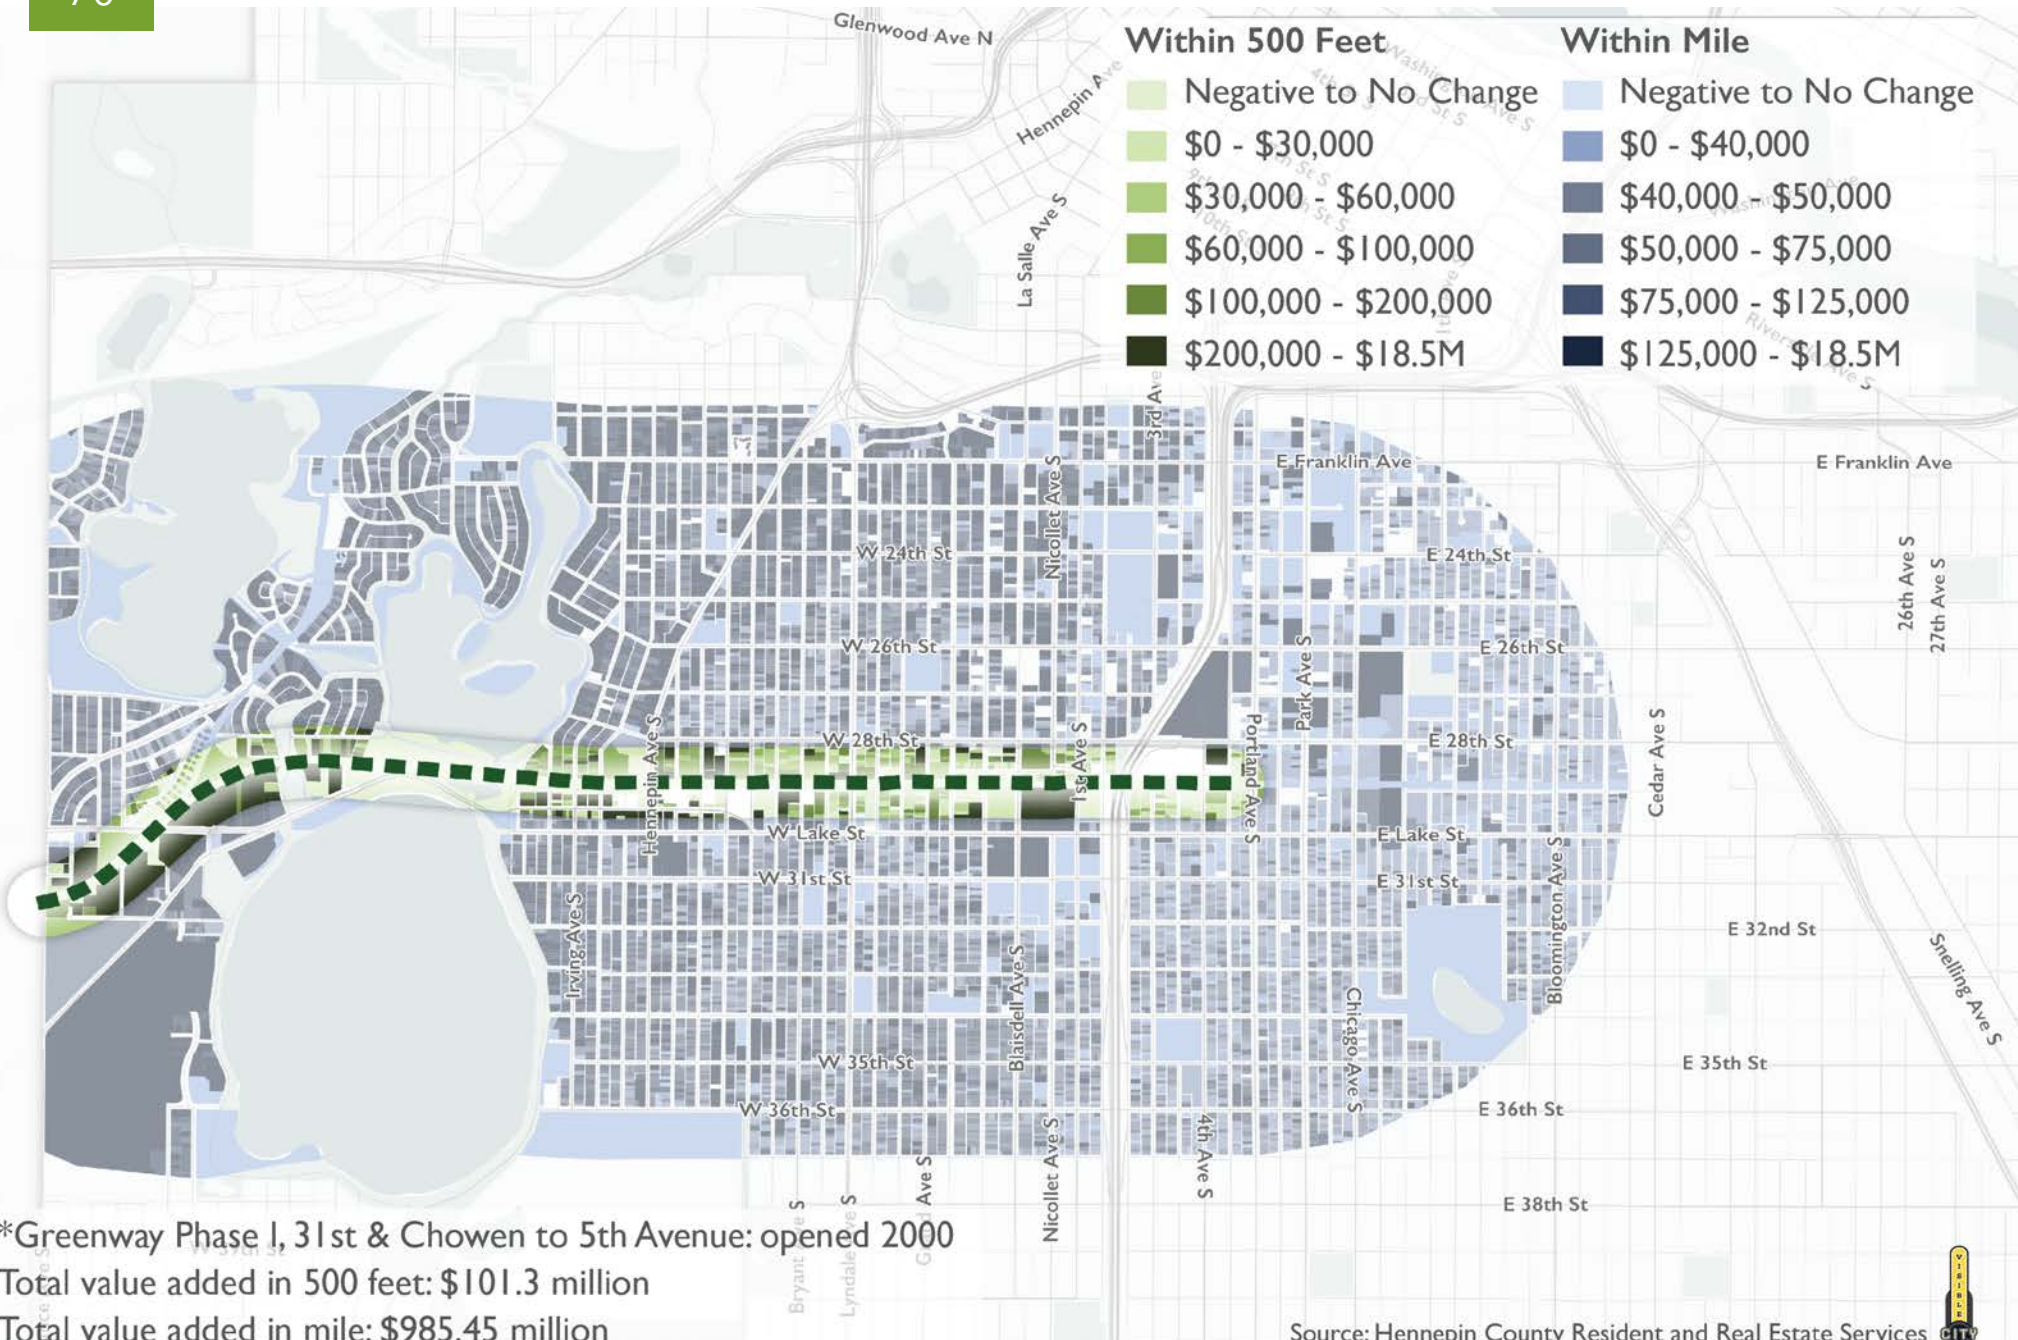 Glenwood Ave N
Hennepin Ave
La Salle Ave S
Within 500 Feet
Negative to No Change
$0 - $30,000
$30,000 - $60,000
$60,000 - $100,000
$100,000 - $200,000
$200,000 - $18.5M
Within Mile
Negative to No Change
$0 - $40,000
$40,000 - $50,000
$50,000 - $75,000
$75,000 - $125,000
$125,000 - $18.5M
3rd Ave
E Franklin Ave
E Franklin Ave
Nicollet Ave S
W 24th St
E 24th St
26th Ave S
27th Ave S
W 26th St
E 26th St
Park Ave S
Hennepin Ave S
W 28th St
1st Ave S
Portland Ave S
E 28th St
Cedar Ave S
W Lake St
E Lake St
W 31st St
E 31st St
Bloomington Ave S
Irving Ave S
Blaisdell Ave S
E 32nd St
Snelling Ave S
Chicago Ave S
W 35th St
E 35th St
W 36th St
E 36th St
4th Ave S
Nicollet Ave S
Grand Ave S
Bryant Ave S
Lyndale Ave S
E 38th St
*Greenway Phase I, 31st & Chowen to 5th Avenue: opened 2000
Total value added in 500 feet: $101.3 million
Total value added in mile: $985.45 million
Source: Hennepin County Resident and Real Estate Services
VISIBLE
CITY